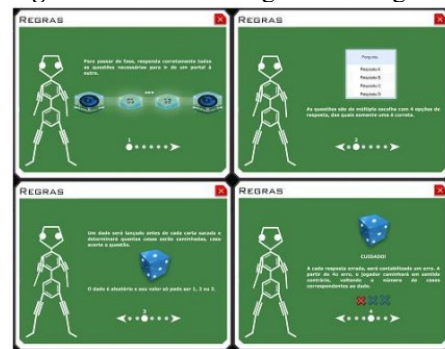 REGRAS
Para passar de fase, responda corretamente todas
as questões necessárias para ir de um portal à
outro.
1
REGRAS
Pergunta
Resposta A
Resposta B
Resposta C
Resposta D
As questões são de múltipla escolha com 4 opções de
resposta, das quais somente uma é correta.
REGRAS
Um dado será lançado antes de cada carta sacada e
determinará quantas casas serão caminhadas, caso
acerte a questão.
O dado é aleatório e seu valor só pode ser 1, 2 ou 3.
3
REGRAS
CUIDADO!
A cada resposta errada, será contabilizado um erro. A
partir do 4o erro, o jogador caminhará em sentido
contrário, voltando o número de casas
correspondentes ao dado.
4